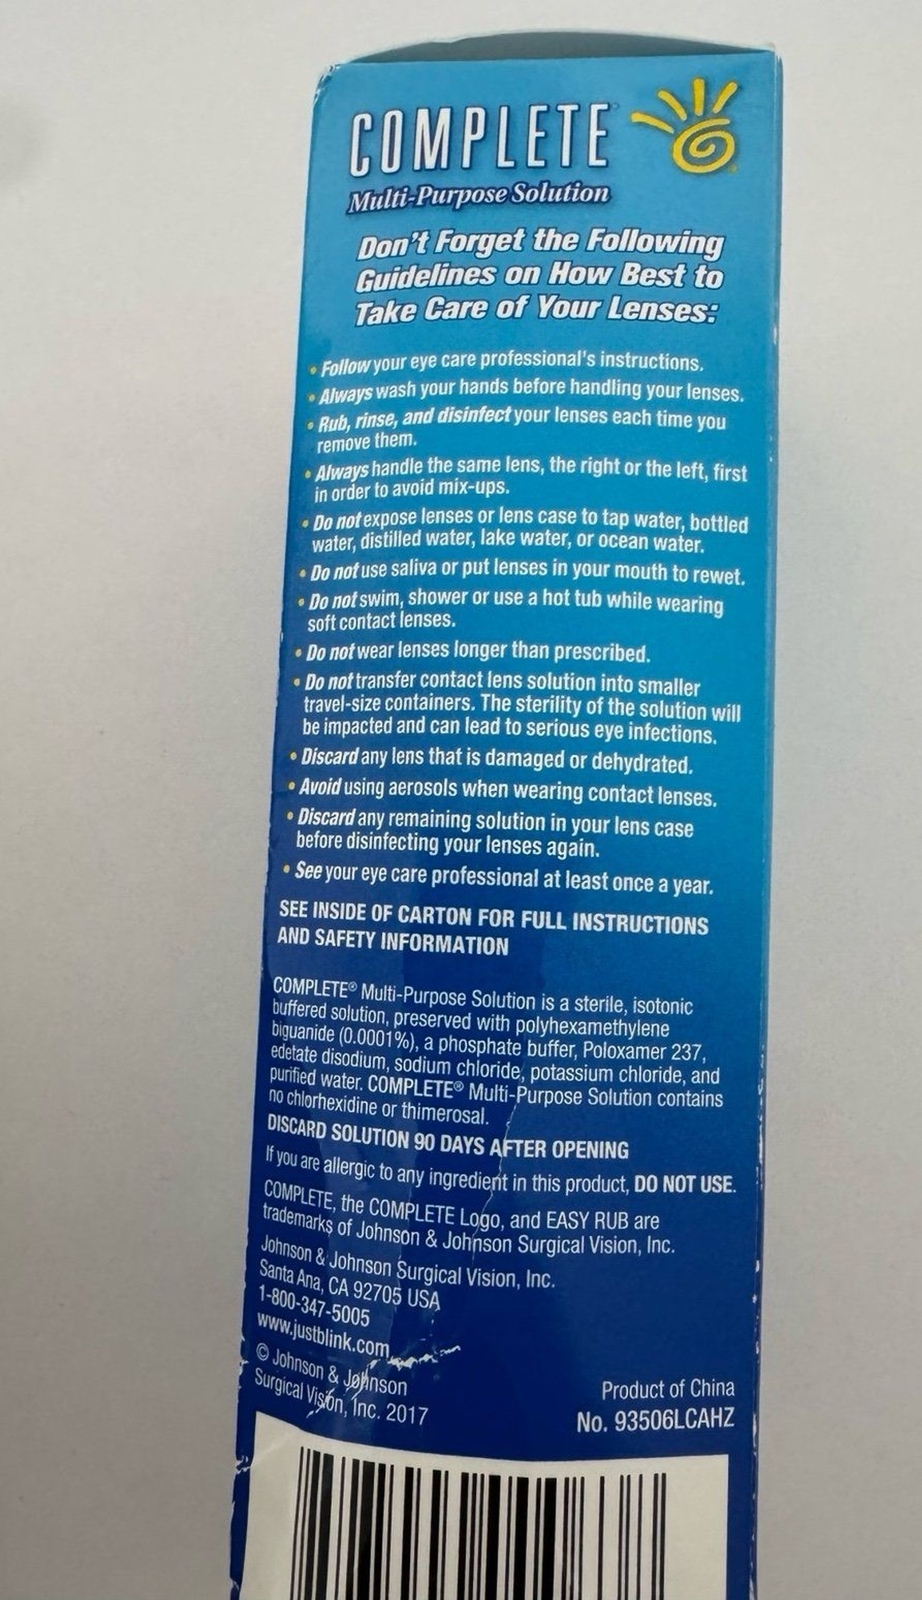 COMPLETE
Multi-Purpose Solution
Don't Forget the Following
Guidelines on How Best to
Take Care of Your Lenses:
• Follow your eye care professional's instructions.
• Always wash your hands before handling your lenses.
• Rub, rinse, and disinfect your lenses each time you
remove them.
• Always handle the same lens, the right or the left, first
in order to avoid mix-ups.
• Do not expose lenses or lens case to tap water, bottled
water, distilled water, lake water, or ocean water.
• Do not use saliva or put lenses in your mouth to rewet.
• Do not swim, shower or use a hot tub while wearing
soft contact lenses.
• Do not wear lenses longer than prescribed.
• Do not transfer contact lens solution into smaller
travel-size containers. The sterility of the solution will
be impacted and can lead to serious eye infections.
• Discard any lens that is damaged or dehydrated.
• Avoid using aerosols when wearing contact lenses.
• Discard any remaining solution in your lens case
before disinfecting your lenses again.
• See your eye care professional at least once a year.
SEE INSIDE OF CARTON FOR FULL INSTRUCTIONS
AND SAFETY INFORMATION
COMPLETE® Multi-Purpose Solution is a sterile, isotonic
buffered solution, preserved with polyhexamethylene
biguanide (0.0001%), a phosphate buffer, Poloxamer 237,
edetate disodium, sodium chloride, potassium chloride, and
purified water. COMPLETE® Multi-Purpose Solution contains
no chlorhexidine or thimerosal.
DISCARD SOLUTION 90 DAYS AFTER OPENING
If you are allergic to any ingredient in this product, DO NOT USE.
COMPLETE, the COMPLETE Logo, and EASY RUB are
trademarks of Johnson & Johnson Surgical Vision, Inc.
Johnson & Johnson Surgical Vision, Inc.
Santa Ana, CA 92705 USA
1-800-347-5005
www.justblink.com
© Johnson & Johnson
Surgical Vision, Inc. 2017
Product of China
No. 93506LCAHZ